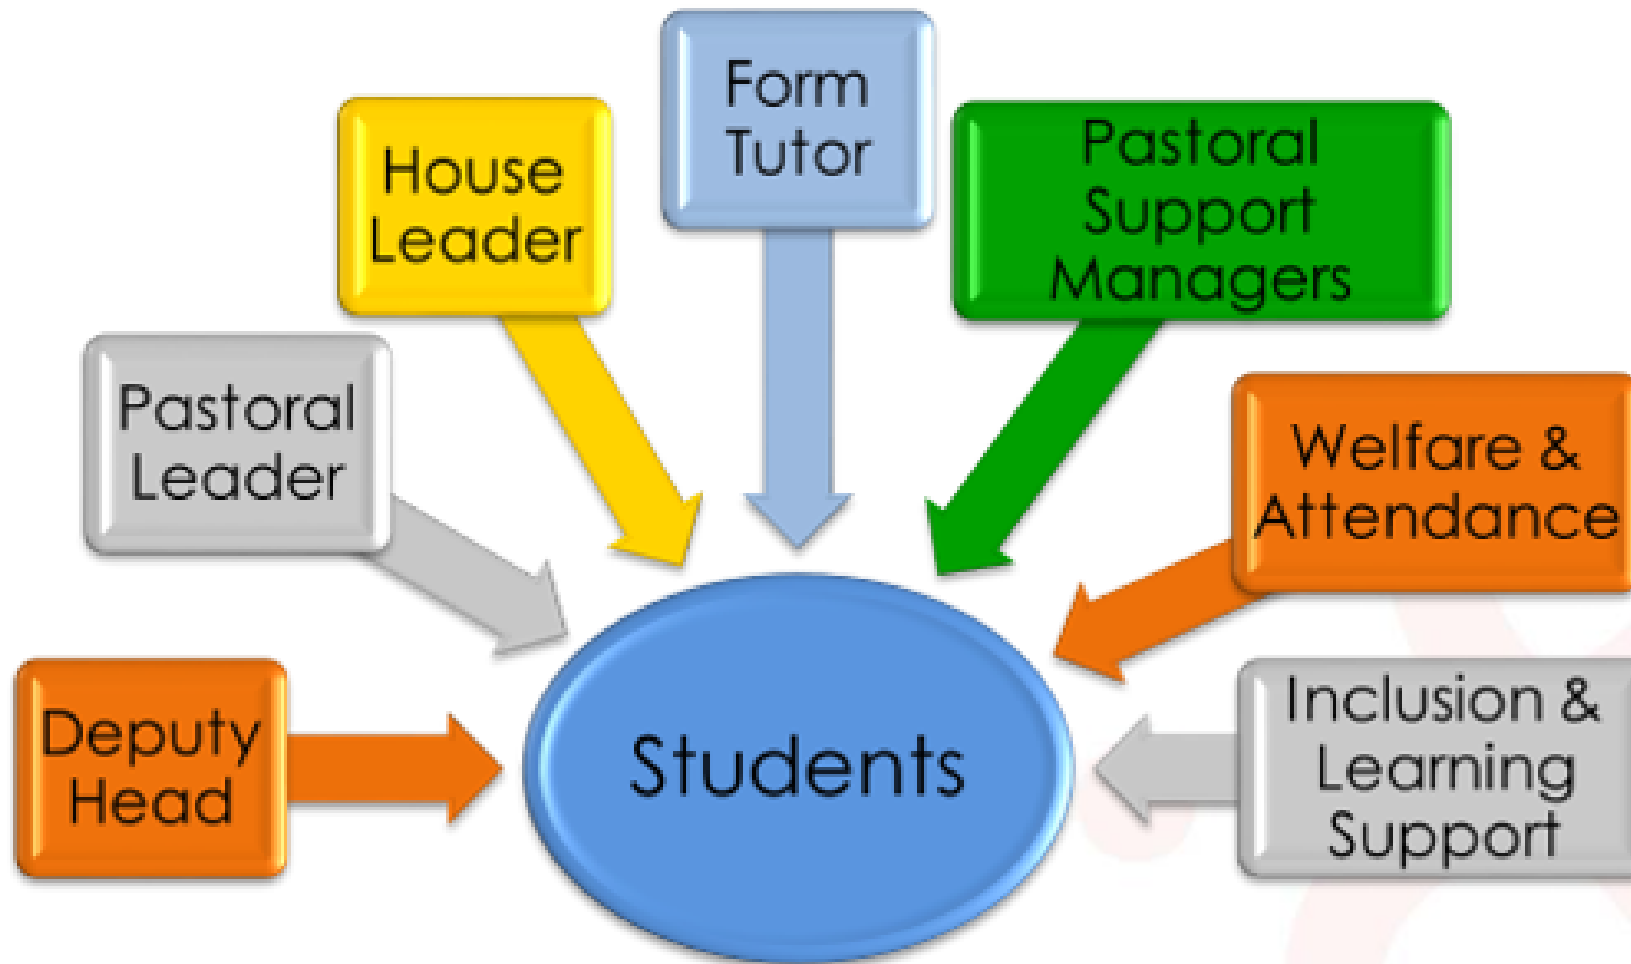 Form
Tutor
House
Leader
Pastoral
Support
Managers
Pastoral
Leader
Welfare &
Attendance
Deputy
Head
Students
Inclusion &
Learning
Support